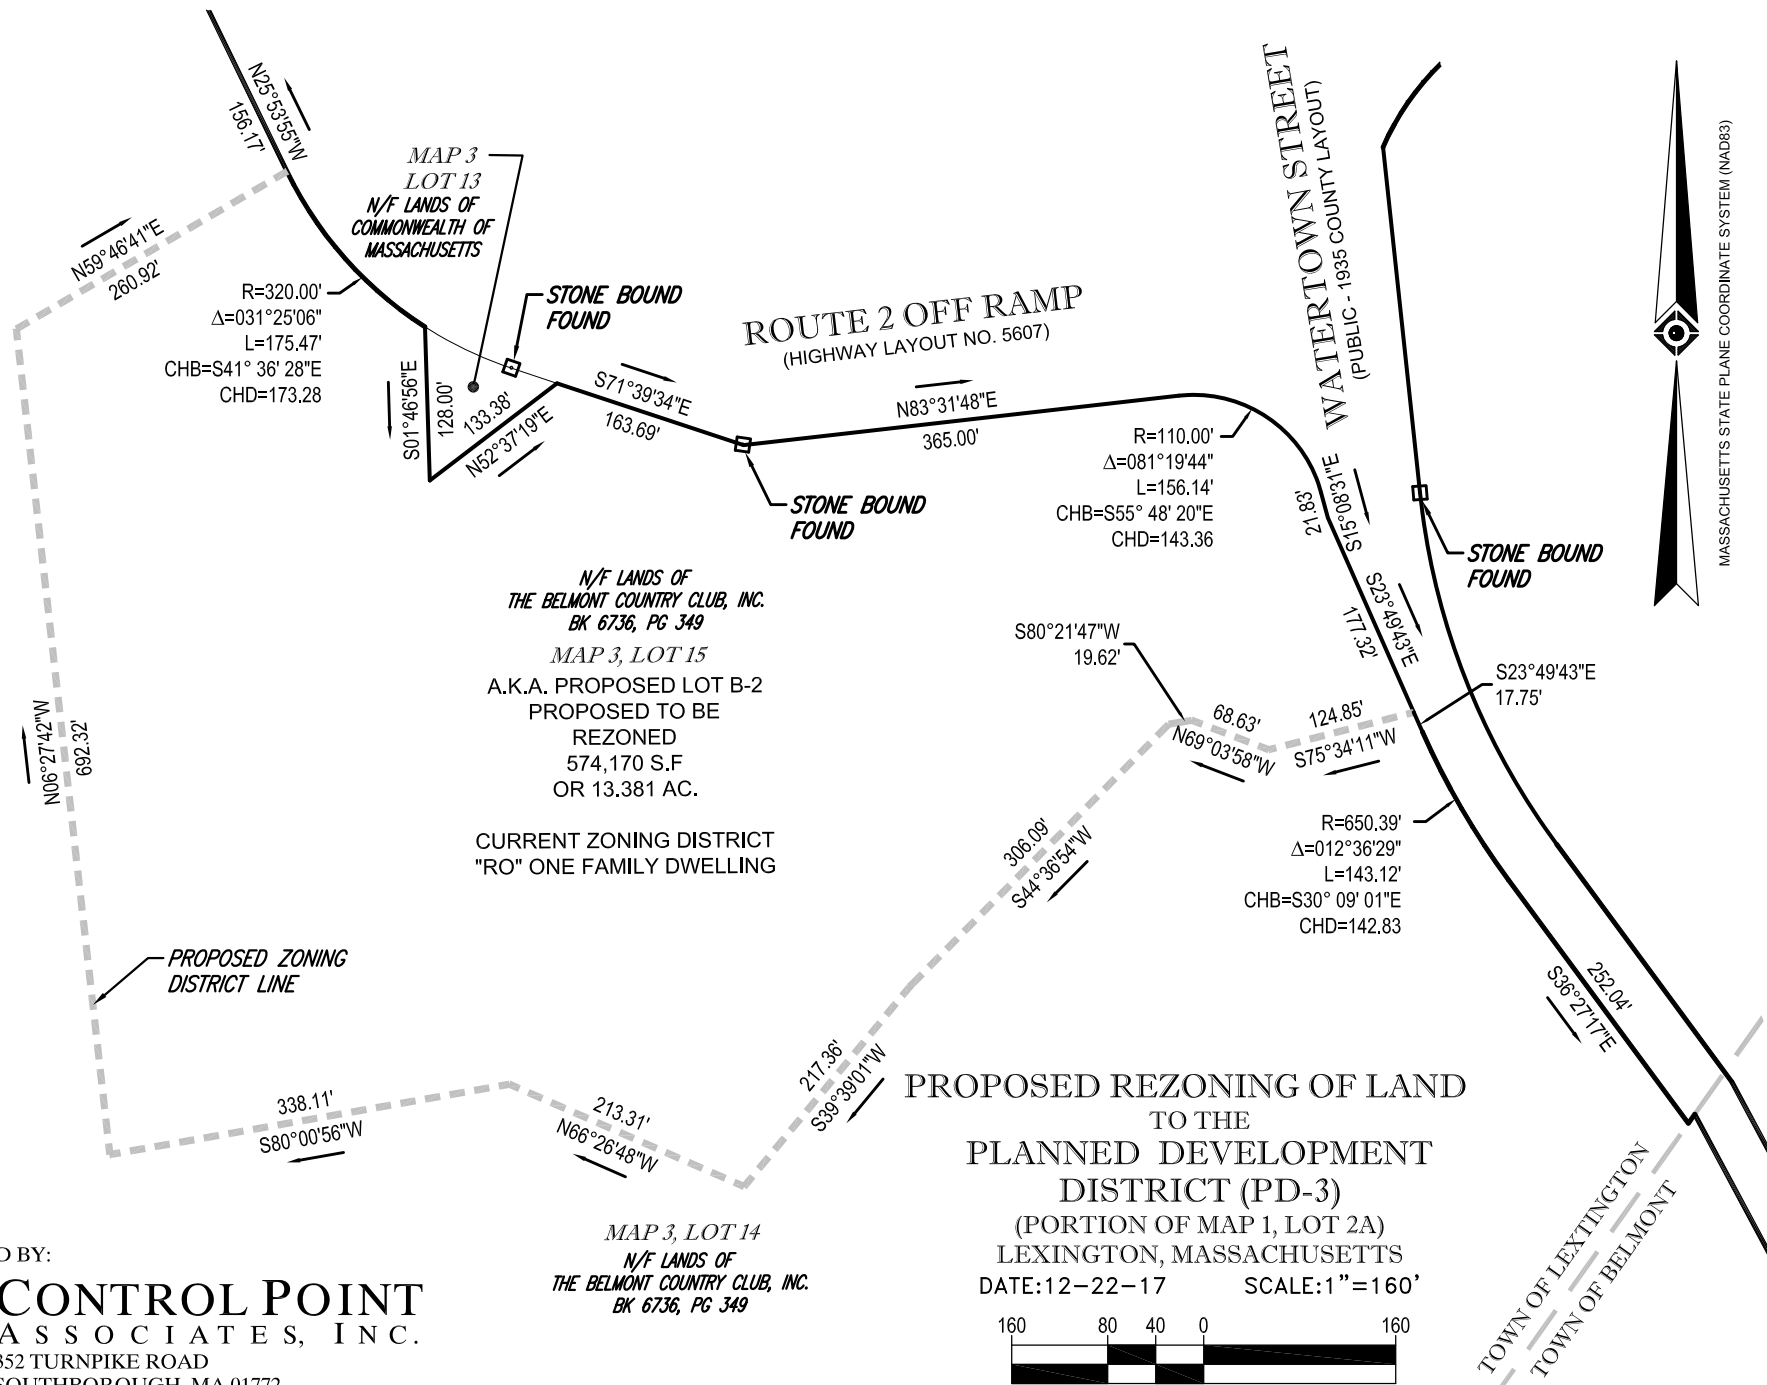 N25°53'55"W
156.17'
MAP 3
LOT 13
N/F LANDS OF
COMMONWEALTH OF
MASSACHUSETTS
N59°46'41"E
260.92'
R=320.00'
Δ=031°25'06"
L=175.47'
CHB=S41° 36' 28"E
CHD=173.28
STONE BOUND
FOUND
S01°46'56"E
128.00'
133.38'
N52°37'19"E
S71°39'34"E
163.69'
ROUTE 2 OFF RAMP
(HIGHWAY LAYOUT NO. 5607)
N83°31'48"E
365.00'
STONE BOUND
FOUND
WATERTOWN STREET
(PUBLIC - 1935 COUNTY LAYOUT)
R=110.00'
Δ=081°19'44"
L=156.14'
CHB=S55° 48' 20"E
CHD=143.36
21.83'
S15°08'31"E
STONE BOUND
FOUND
MASSACHUSETTS STATE PLANE COORDINATE SYSTEM (NAD83)
S23°49'43"E
177.32'
N/F LANDS OF
THE BELMONT COUNTRY CLUB, INC.
BK 6736, PG 349
MAP 3, LOT 15
A.K.A. PROPOSED LOT B-2
PROPOSED TO BE
REZONED
574,170 S.F
OR 13.381 AC.
CURRENT ZONING DISTRICT
"RO" ONE FAMILY DWELLING
S80°21'47"W
19.62'
68.63'
N69°03'58"W
124.85'
S75°34'11"W
S23°49'43"E
17.75'
N06°27'42"W
692.32'
306.09'
S44°36'54"W
R=650.39'
Δ=012°36'29"
L=143.12'
CHB=S30° 09' 01"E
CHD=142.83
PROPOSED ZONING
DISTRICT LINE
252.04'
S36°27'17"E
217.36'
S39°39'01"W
338.11'
S80°00'56"W
213.31'
N66°26'48"W
PROPOSED REZONING OF LAND
TO THE
PLANNED DEVELOPMENT
DISTRICT (PD-3)
(PORTION OF MAP 1, LOT 2A)
LEXINGTON, MASSACHUSETTS
DATE:12-22-17 SCALE:1"=160'
160 80 40 0 160
MAP 3, LOT 14
N/F LANDS OF
THE BELMONT COUNTRY CLUB, INC.
BK 6736, PG 349
TOWN OF LEXTINGTON
TOWN OF BELMONT
D BY:
CONTROL POINT
ASSOCIATES, INC.
352 TURNPIKE ROAD
SOUTHBOROUGH, MA 01772